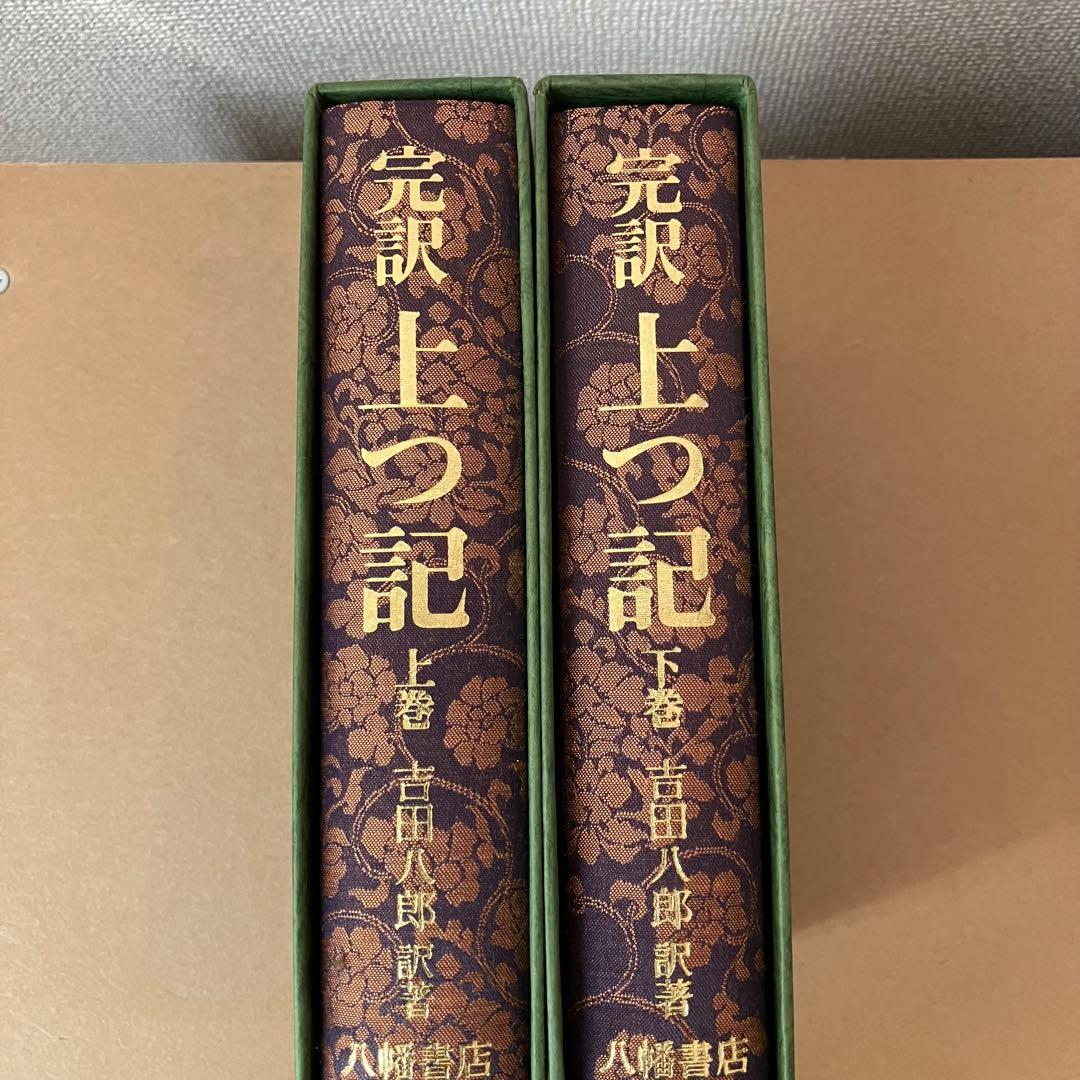 完訳 上つ記 上巻 吉田八郎 訳著
八幡書店
完訳 上つ記 下巻 吉田八郎 訳著
八幡書店